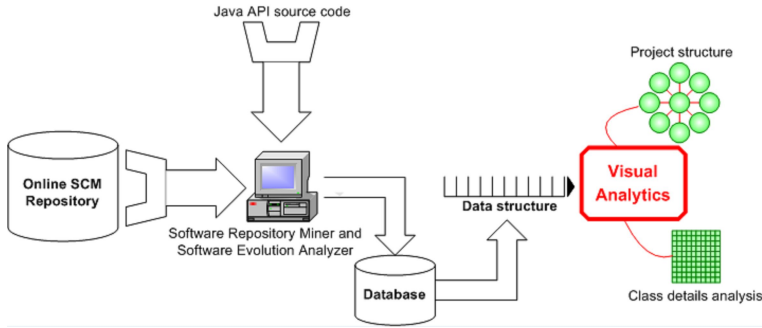 Java API source code
Project structure
Online SCM
Repository
Visual
Analytics
Data structure
Software Repository Miner and
Software Evolution Analyzer
Database
Class details analysis